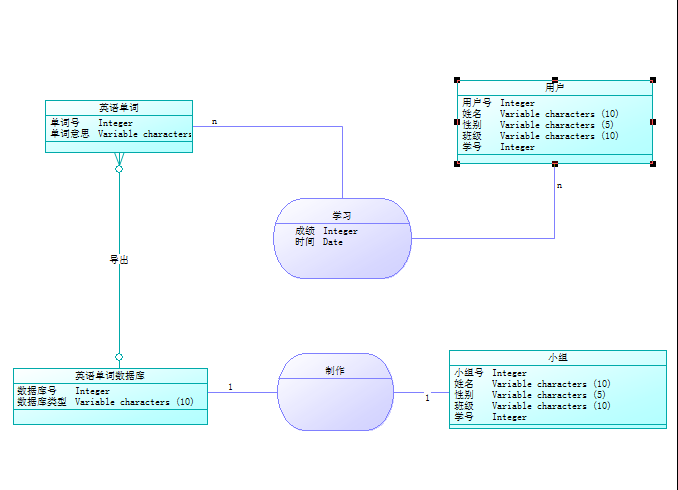 英语单词
单词号 Integer
单词意思 Variable characters
n
用户
用户号 Integer
姓名 Variable characters (10)
性别 Variable characters (5)
班级 Variable characters (10)
学号 Integer
n
学习
成绩 Integer
时间 Date
导出
英语单词数据库
数据库号 Integer
数据库类型 Variable characters (10)
1
制作
1
小组
小组号 Integer
姓名 Variable characters (10)
性别 Variable characters (5)
班级 Variable characters (10)
学号 Integer